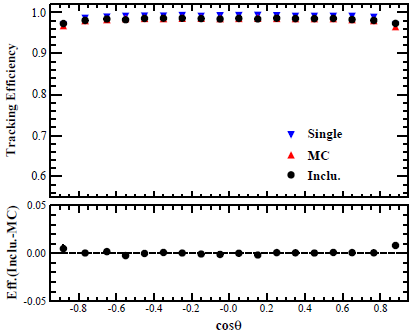 1.0
0.9
0.8
0.7
0.6
Tracking Efficiency
Single
MC
Inclu.
0.05
0.00
-0.05
Eff.(Inclu.-MC)
-0.8 -0.6 -0.4 -0.2 0.0 0.2 0.4 0.6 0.8
cosθ